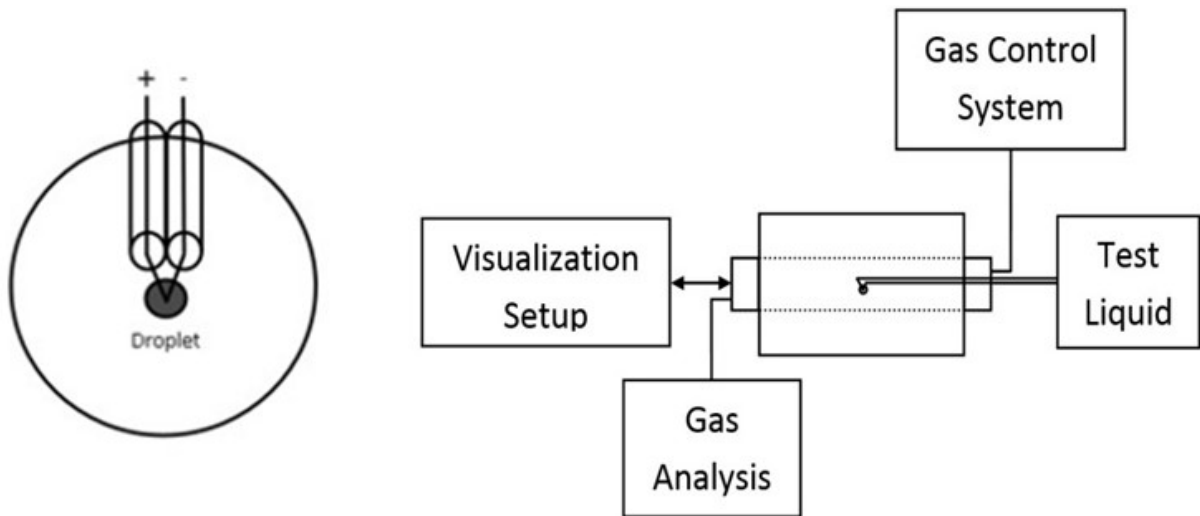 + -
Droplet
Gas Control
System
Visualization
Setup
Test
Liquid
Gas
Analysis